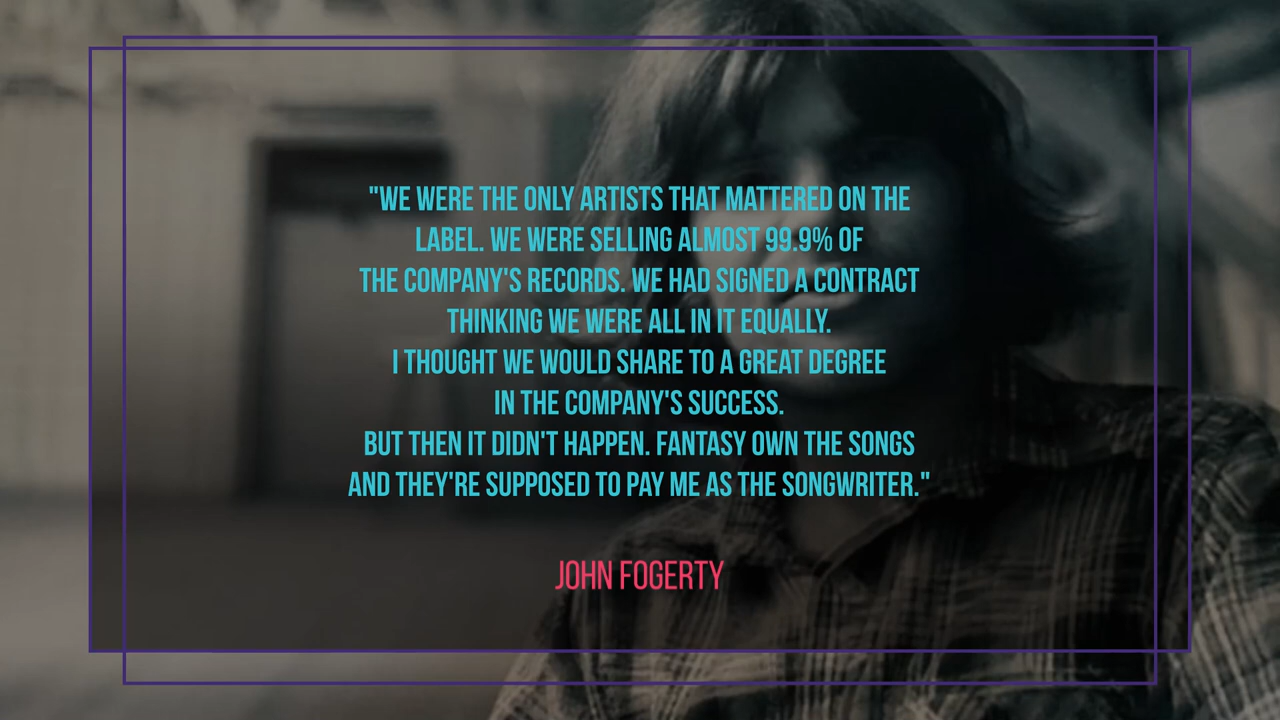 "WE WERE THE ONLY ARTISTS THAT MATTERED ON THE
LABEL. WE WERE SELLING ALMOST 99.9% OF
THE COMPANY'S RECORDS. WE HAD SIGNED A CONTRACT
THINKING WE WERE ALL IN IT EQUALLY.
I THOUGHT WE WOULD SHARE TO A GREAT DEGREE
IN THE COMPANY'S SUCCESS.
BUT THEN IT DIDN'T HAPPEN. FANTASY OWN THE SONGS
AND THEY'RE SUPPOSED TO PAY ME AS THE SONGWRITER."
JOHN FOGERTY